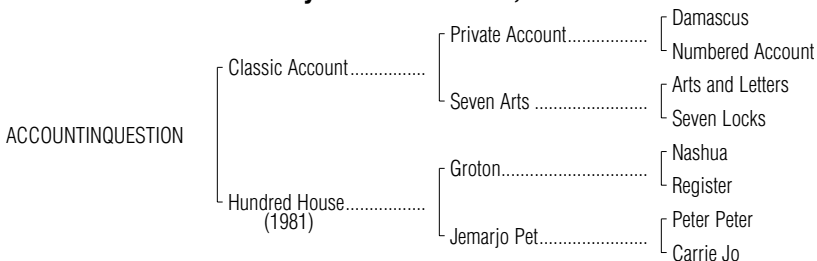 Damascus
Private Account.................
Numbered Account
Classic Account................
Arts and Letters
Seven Arts ........................
Seven Locks
ACCOUNTINQUESTION
Nashua
Groton...............................
Register
Hundred House.................
(1981)
Peter Peter
Jemarjo Pet.......................
Carrie Jo